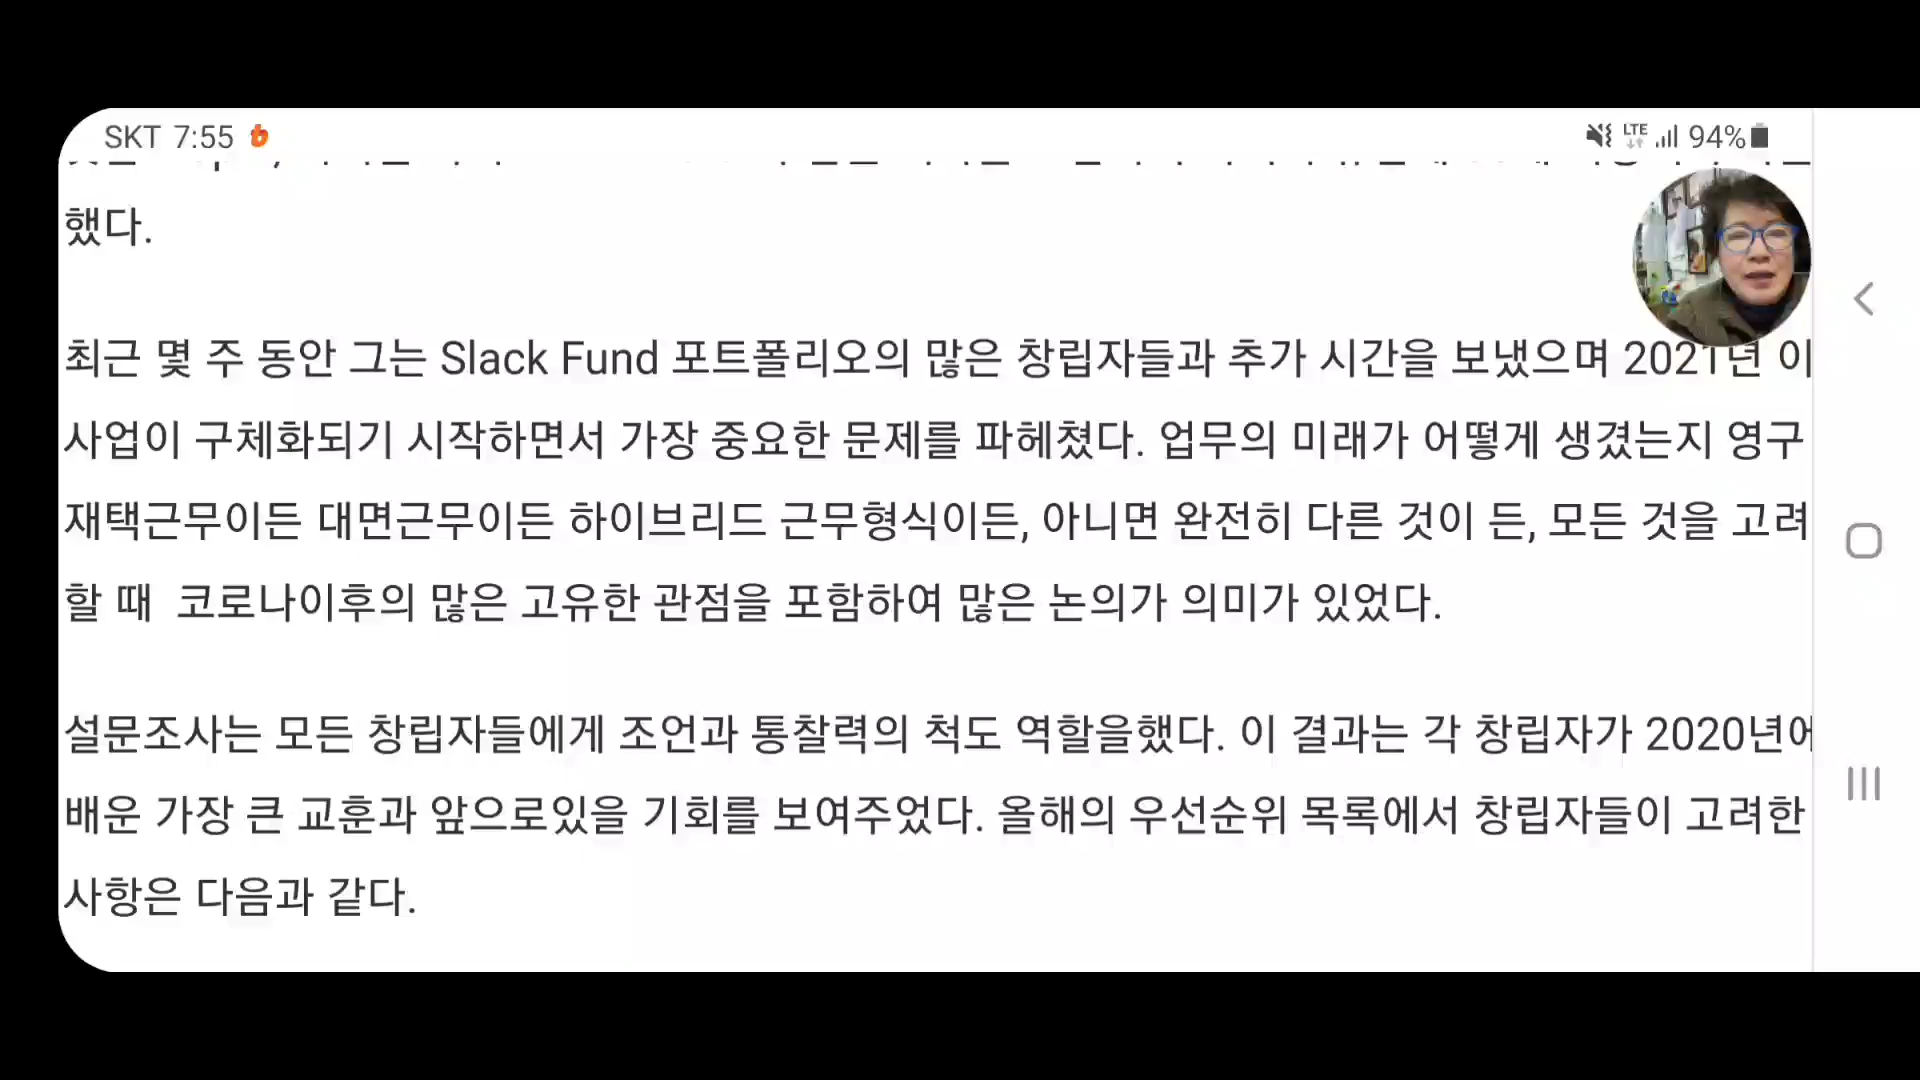 SKT 7:55
LTE 94%
했다.
최근 몇 주 동안 그는 Slack Fund 포트폴리오의 많은 창립자들과 추가 시간을 보냈으며 2021년 이
사업이 구체화되기 시작하면서 가장 중요한 문제를 파헤쳤다. 업무의 미래가 어떻게 생겼는지 영구
재택근무이든 대면근무이든 하이브리드 근무형식이든, 아니면 완전히 다른 것이 든, 모든 것을 고려
할 때 코로나이후의 많은 고유한 관점을 포함하여 많은 논의가 의미가 있었다.
설문조사는 모든 창립자들에게 조언과 통찰력의 척도 역할을했다. 이 결과는 각 창립자가 2020년에
배운 가장 큰 교훈과 앞으로있을 기회를 보여주었다. 올해의 우선순위 목록에서 창립자들이 고려한
사항은 다음과 같다.